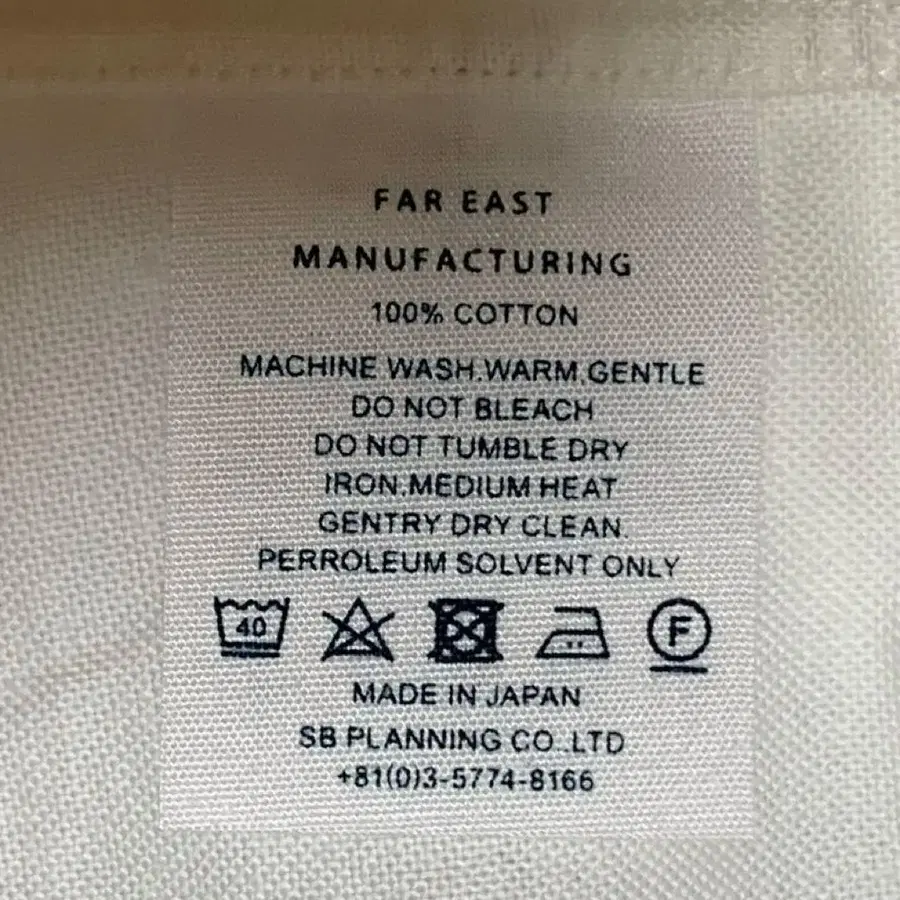 FAR EAST
MANUFACTURING
100% COTTON
MACHINE WASH.WARM.GENTLE
DO NOT BLEACH
DO NOT TUMBLE DRY
IRON.MEDIUM HEAT
GENTRY DRY CLEAN.
PERROLEUM SOLVENT ONLY
40 F
MADE IN JAPAN
SB PLANNING CO.,LTD
+81(0)3-5774-8166